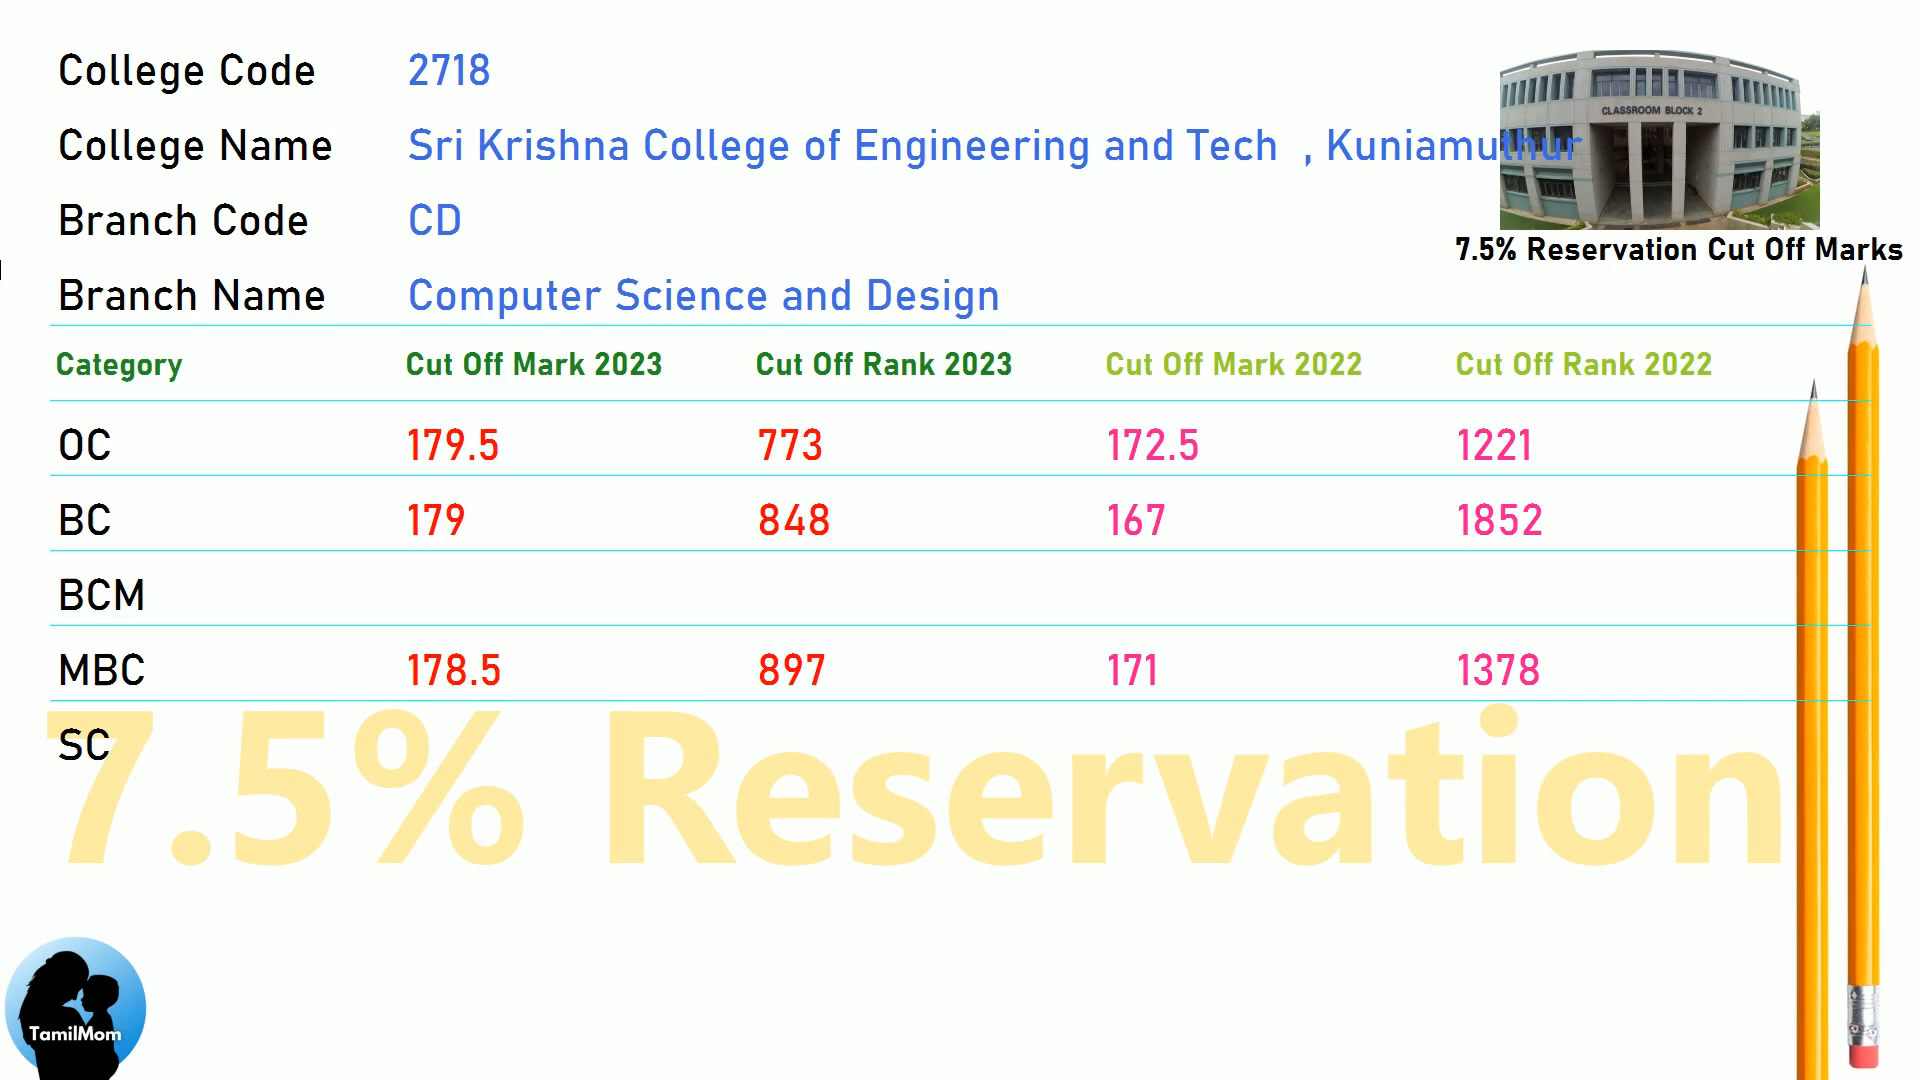 College Code 2718
CLASSROOM BLOCK 2
College Name Sri Krishna College of Engineering and Tech , Kuniamuthur
Branch Code CD
7.5% Reservation Cut Off Marks
Branch Name Computer Science and Design
Category Cut Off Mark 2023 Cut Off Rank 2023 Cut Off Mark 2022 Cut Off Rank 2022
OC 179.5 773 172.5 1221
BC 179 848 167 1852
BCM
MBC 178.5 897 171 1378
SC
7.5% Reservation
TamilMom